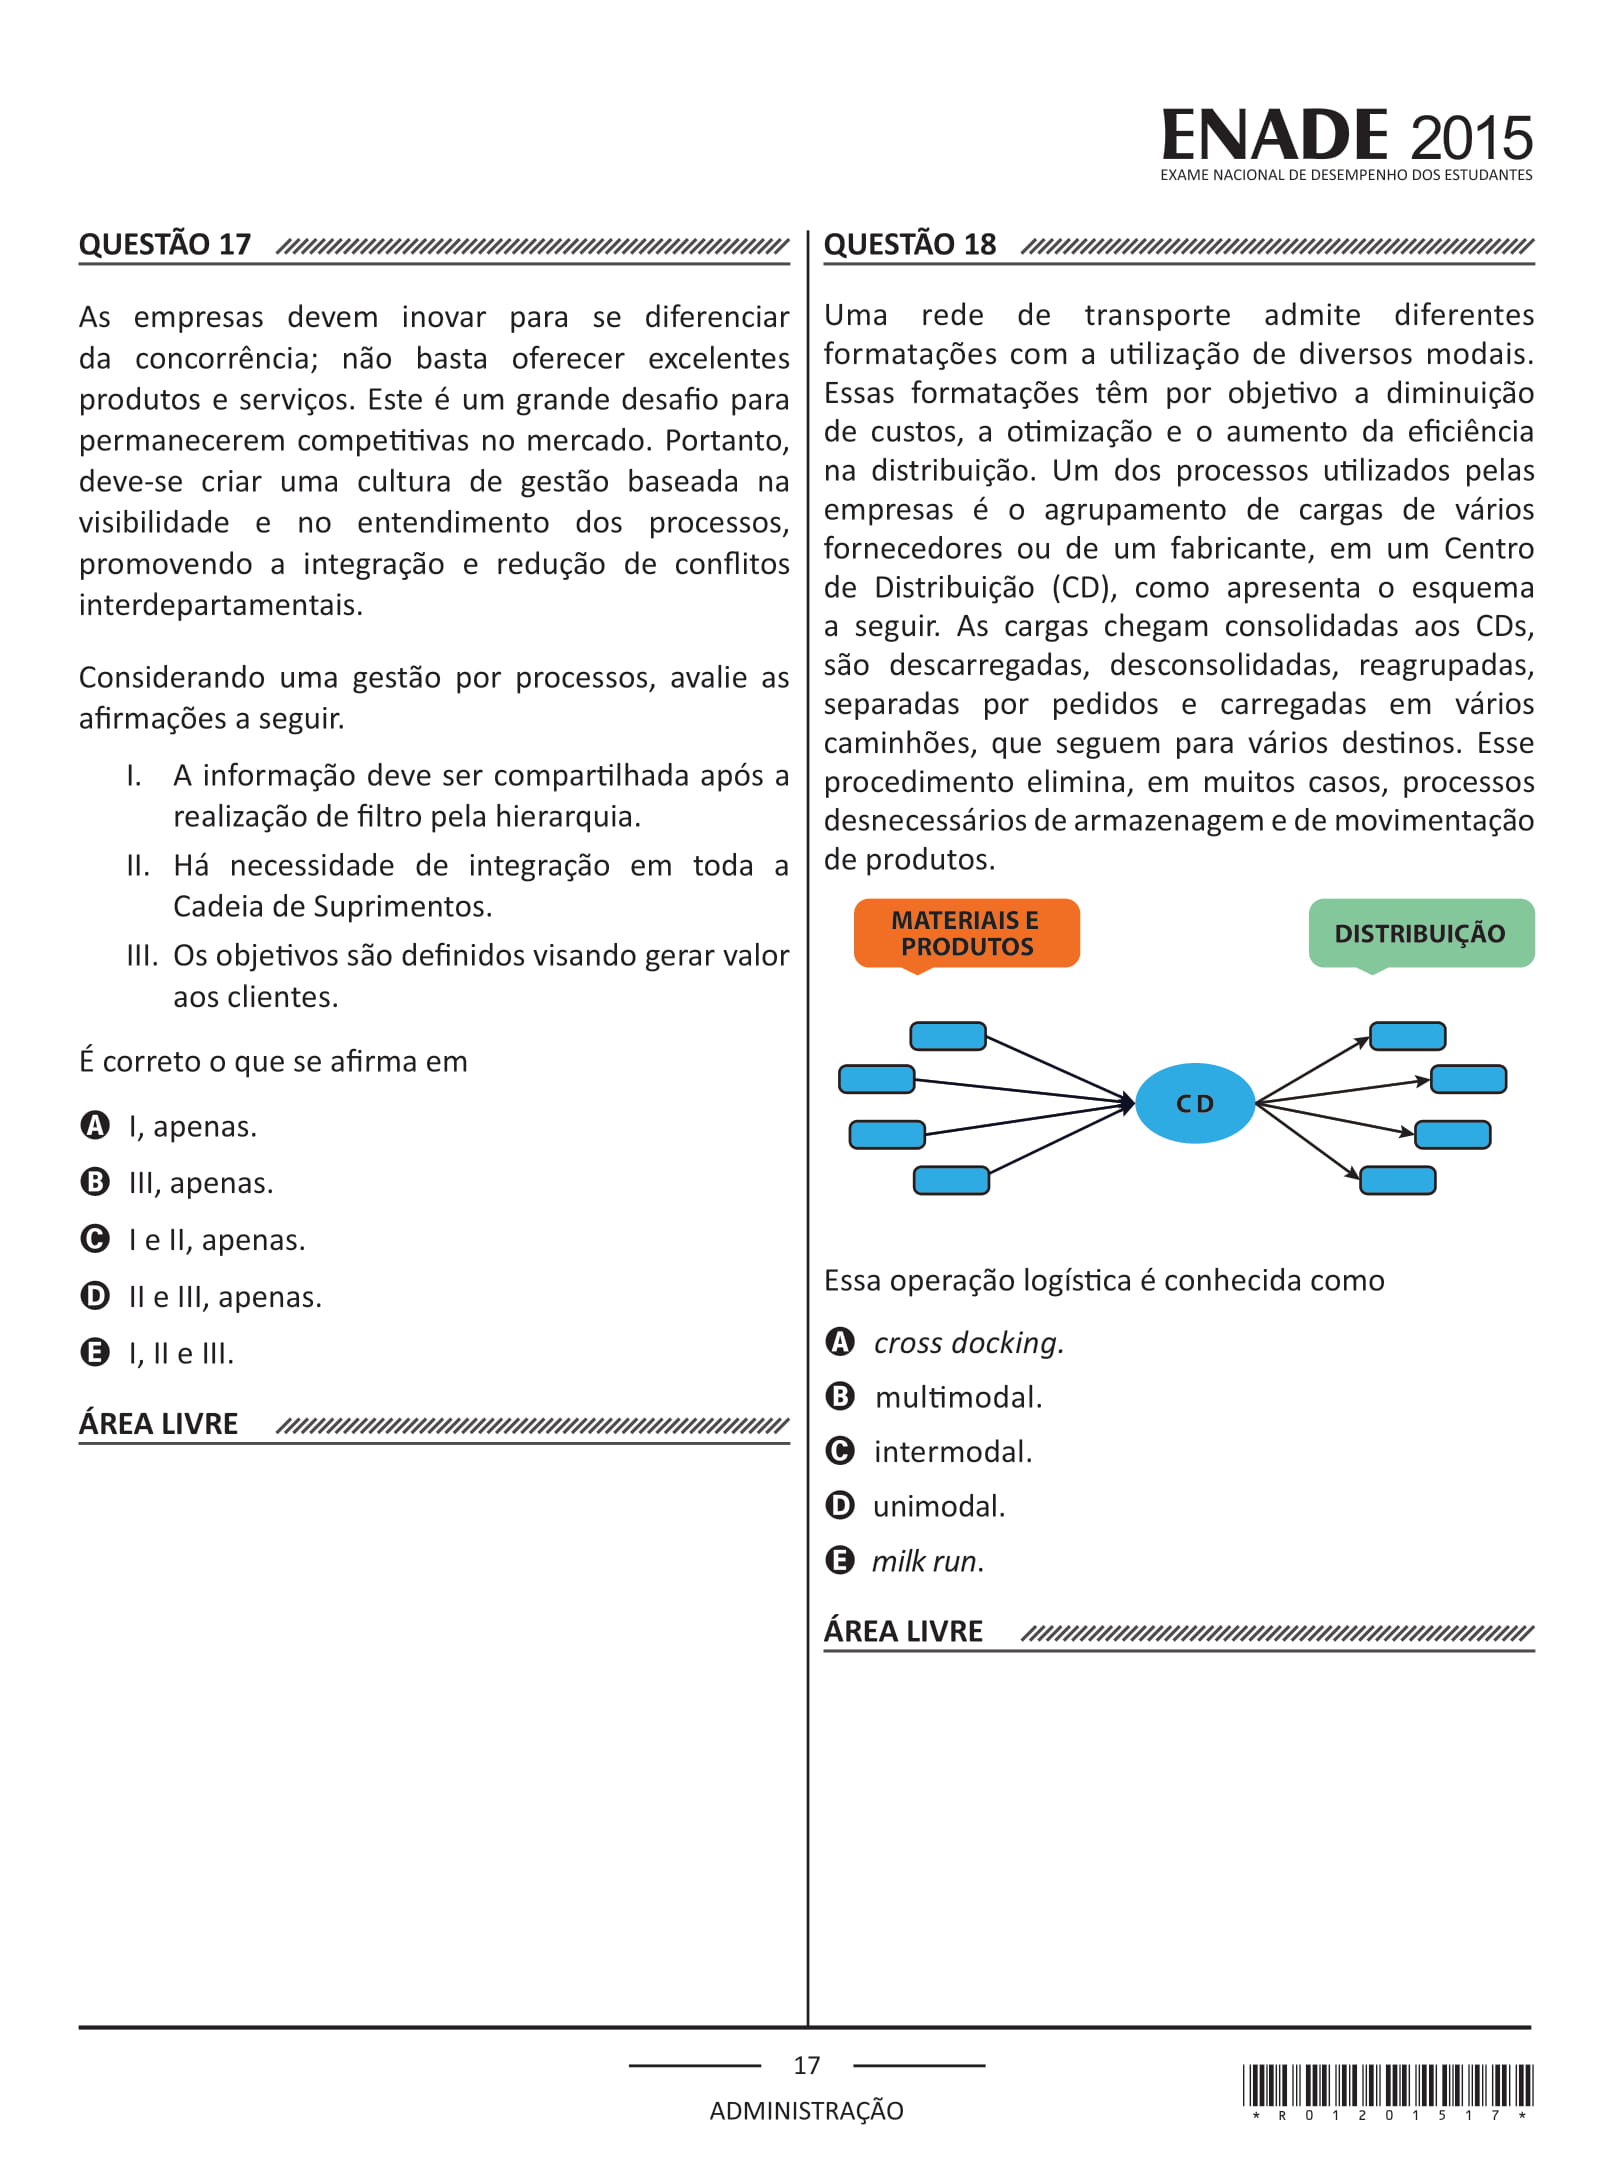 ENADE 2015
EXAME NACIONAL DE DESEMPENHO DOS ESTUDANTES
QUESTÃO 17
As empresas devem inovar para se diferenciar
da concorrência; não basta oferecer excelentes
produtos e serviços. Este é um grande desafio para
permanecerem competitivas no mercado. Portanto,
deve-se criar uma cultura de gestão baseada na
visibilidade e no entendimento dos processos,
promovendo a integração e redução de conflitos
interdepartamentais.
Considerando uma gestão por processos, avalie as
afirmações a seguir.
I. A informação deve ser compartilhada após a
realização de filtro pela hierarquia.
II. Há necessidade de integração em toda a
Cadeia de Suprimentos.
III. Os objetivos são definidos visando gerar valor
aos clientes.
É correto o que se afirma em
A I, apenas.
B III, apenas.
C I e II, apenas.
D II e III, apenas.
E I, II e III.
ÁREA LIVRE
QUESTÃO 18
Uma rede de transporte admite diferentes
formatações com a utilização de diversos modais.
Essas formatações têm por objetivo a diminuição
de custos, a otimização e o aumento da eficiência
na distribuição. Um dos processos utilizados pelas
empresas é o agrupamento de cargas de vários
fornecedores ou de um fabricante, em um Centro
de Distribuição (CD), como apresenta o esquema
a seguir. As cargas chegam consolidadas aos CDs,
são descarregadas, desconsolidadas, reagrupadas,
separadas por pedidos e carregadas em vários
caminhões, que seguem para vários destinos. Esse
procedimento elimina, em muitos casos, processos
desnecessários de armazenagem e de movimentação
de produtos.
MATERIAIS E
PRODUTOS
DISTRIBUIÇÃO
CD
Essa operação logística é conhecida como
A cross docking.
B multimodal.
C intermodal.
D unimodal.
E milk run.
ÁREA LIVRE
17
ADMINISTRAÇÃO
* R 0 1 2 0 1 5 1 7 *